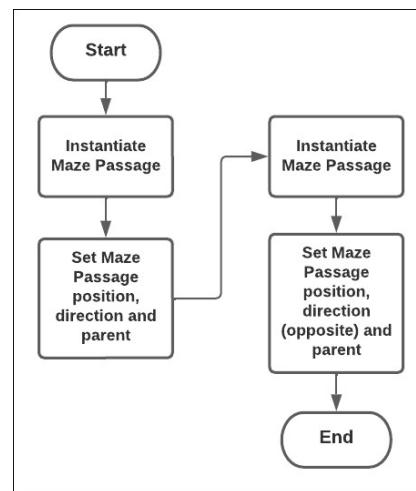 Start
Instantiate
Maze Passage
Set Maze
Passage
position,
direction and
parent
Instantiate
Maze Passage
Set Maze
Passage
position,
direction
(opposite) and
parent
End